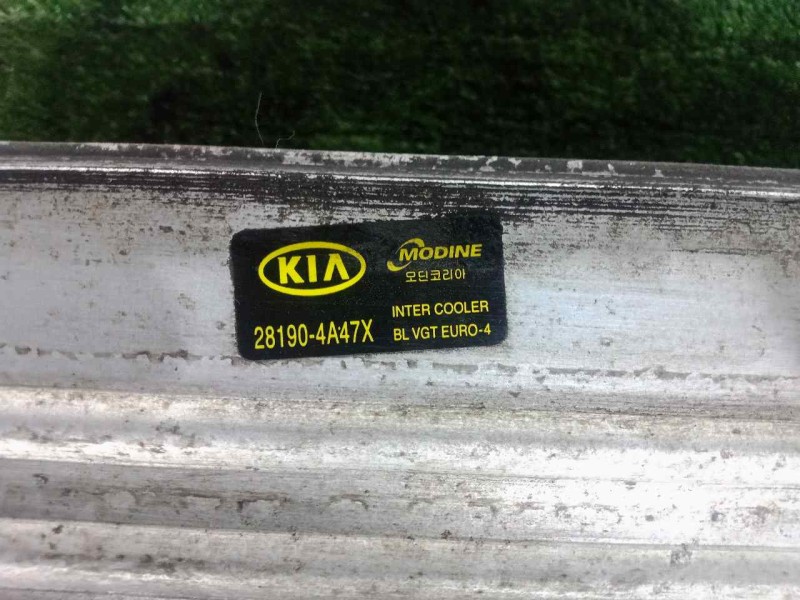 KIA
MODINE
모딘코리아
28190-4A47X
INTER COOLER
BL VGT EURO-4